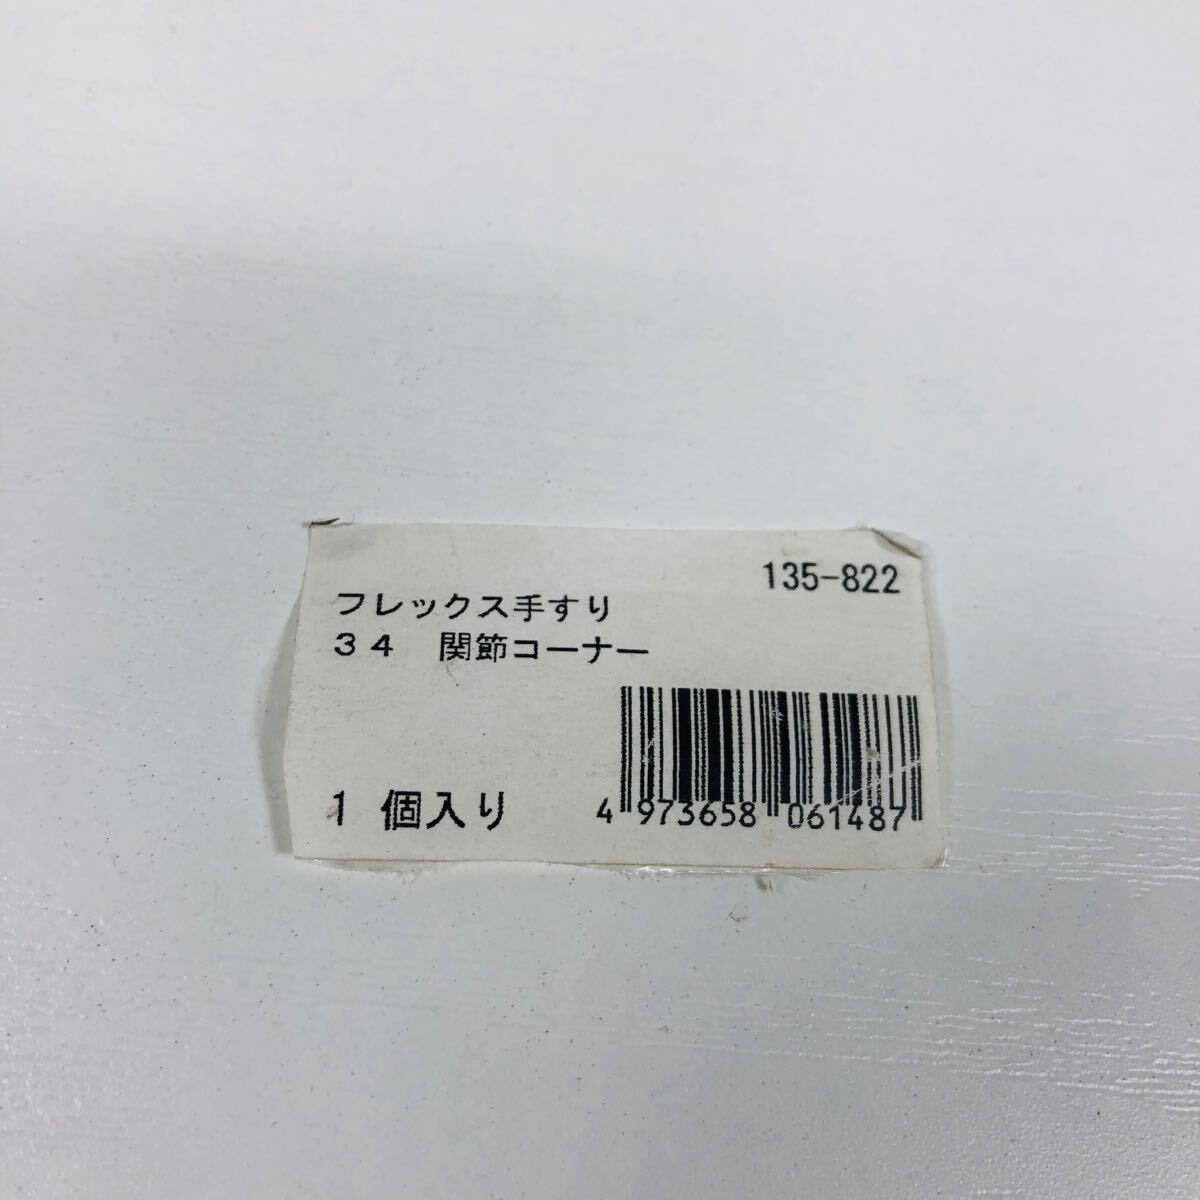 135-822
フレックス手すり
３４　関節コーナー
１個入り
4 973658 061487